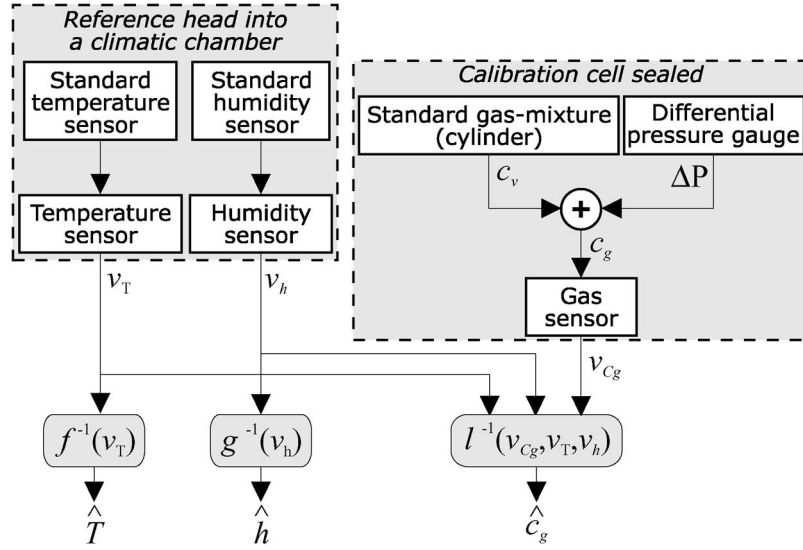 Reference head into
a climatic chamber
Standard
temperature
sensor
Standard
humidity
sensor
Temperature
sensor
Humidity
sensor
Calibration cell sealed
Standard gas-mixture
(cylinder)
Differential
pressure gauge
c_v
ΔP
+
c_g
Gas
sensor
v_T
v_h
v_Cg
f⁻¹(v_T)
g⁻¹(v_h)
l⁻¹(v_Cg,v_T,v_h)
T̂
ĥ
ĉ_g